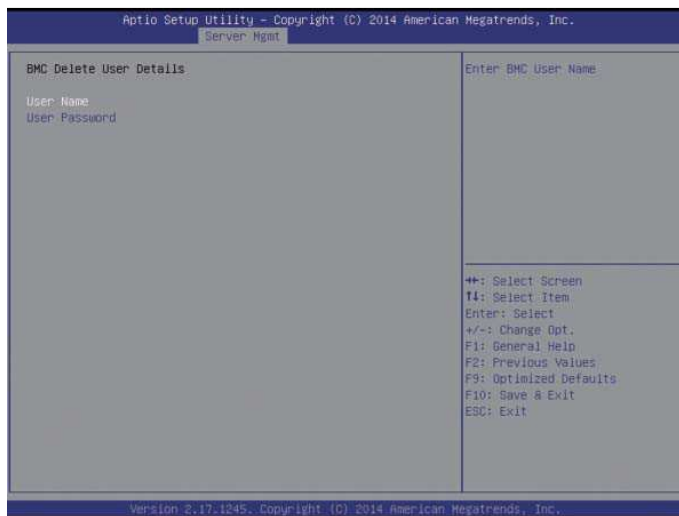 Aptio Setup Utility – Copyright (C) 2014 American Megatrends, Inc.
Server Mgmt
BMC Delete User Details
User Name
User Password
Enter BMC User Name
→←: Select Screen
↑↓: Select Item
Enter: Select
+/-: Change Opt.
F1: General Help
F2: Previous Values
F9: Optimized Defaults
F10: Save & Exit
ESC: Exit
Version 2.17.1245. Copyright (C) 2014 American Megatrends, Inc.